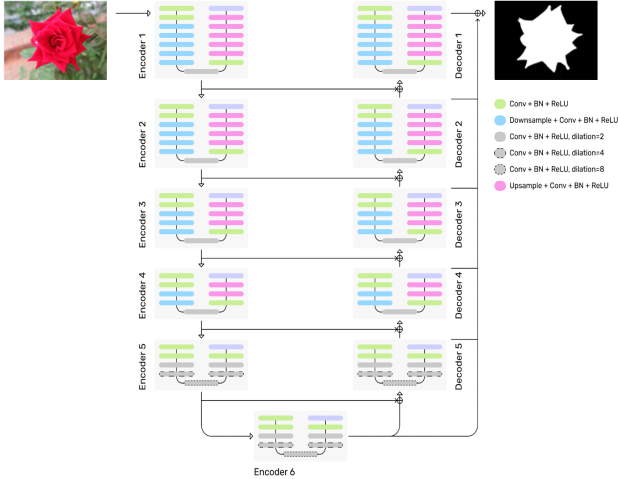 Encoder 1
Decoder 1
Encoder 2
Decoder 2
Encoder 3
Decoder 3
Encoder 4
Decoder 4
Encoder 5
Decoder 5
Encoder 6
Conv + BN + ReLU
Downsample + Conv + BN + ReLU
Conv + BN + ReLU, dilation=2
Conv + BN + ReLU, dilation=4
Conv + BN + ReLU, dilation=8
Upsample + Conv + BN + ReLU